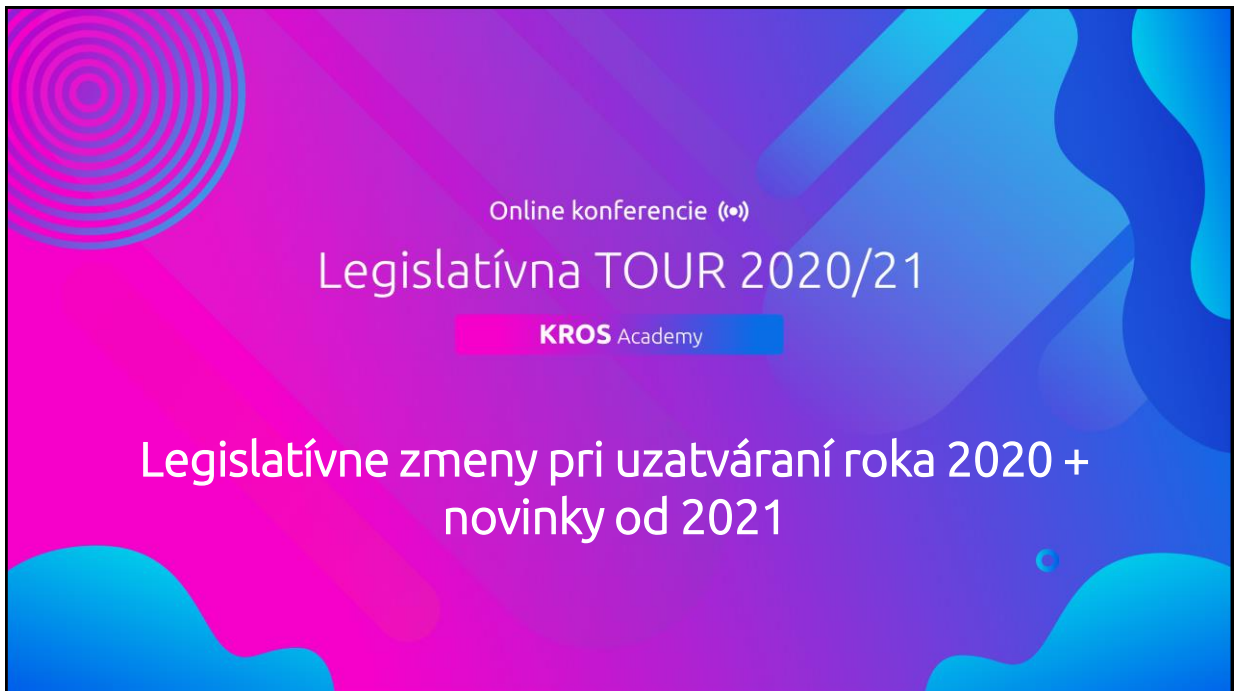 Online konferencie
Legislatívna TOUR 2020/21
KROS Academy
Legislatívne zmeny pri uzatváraní roka 2020 +
novinky od 2021